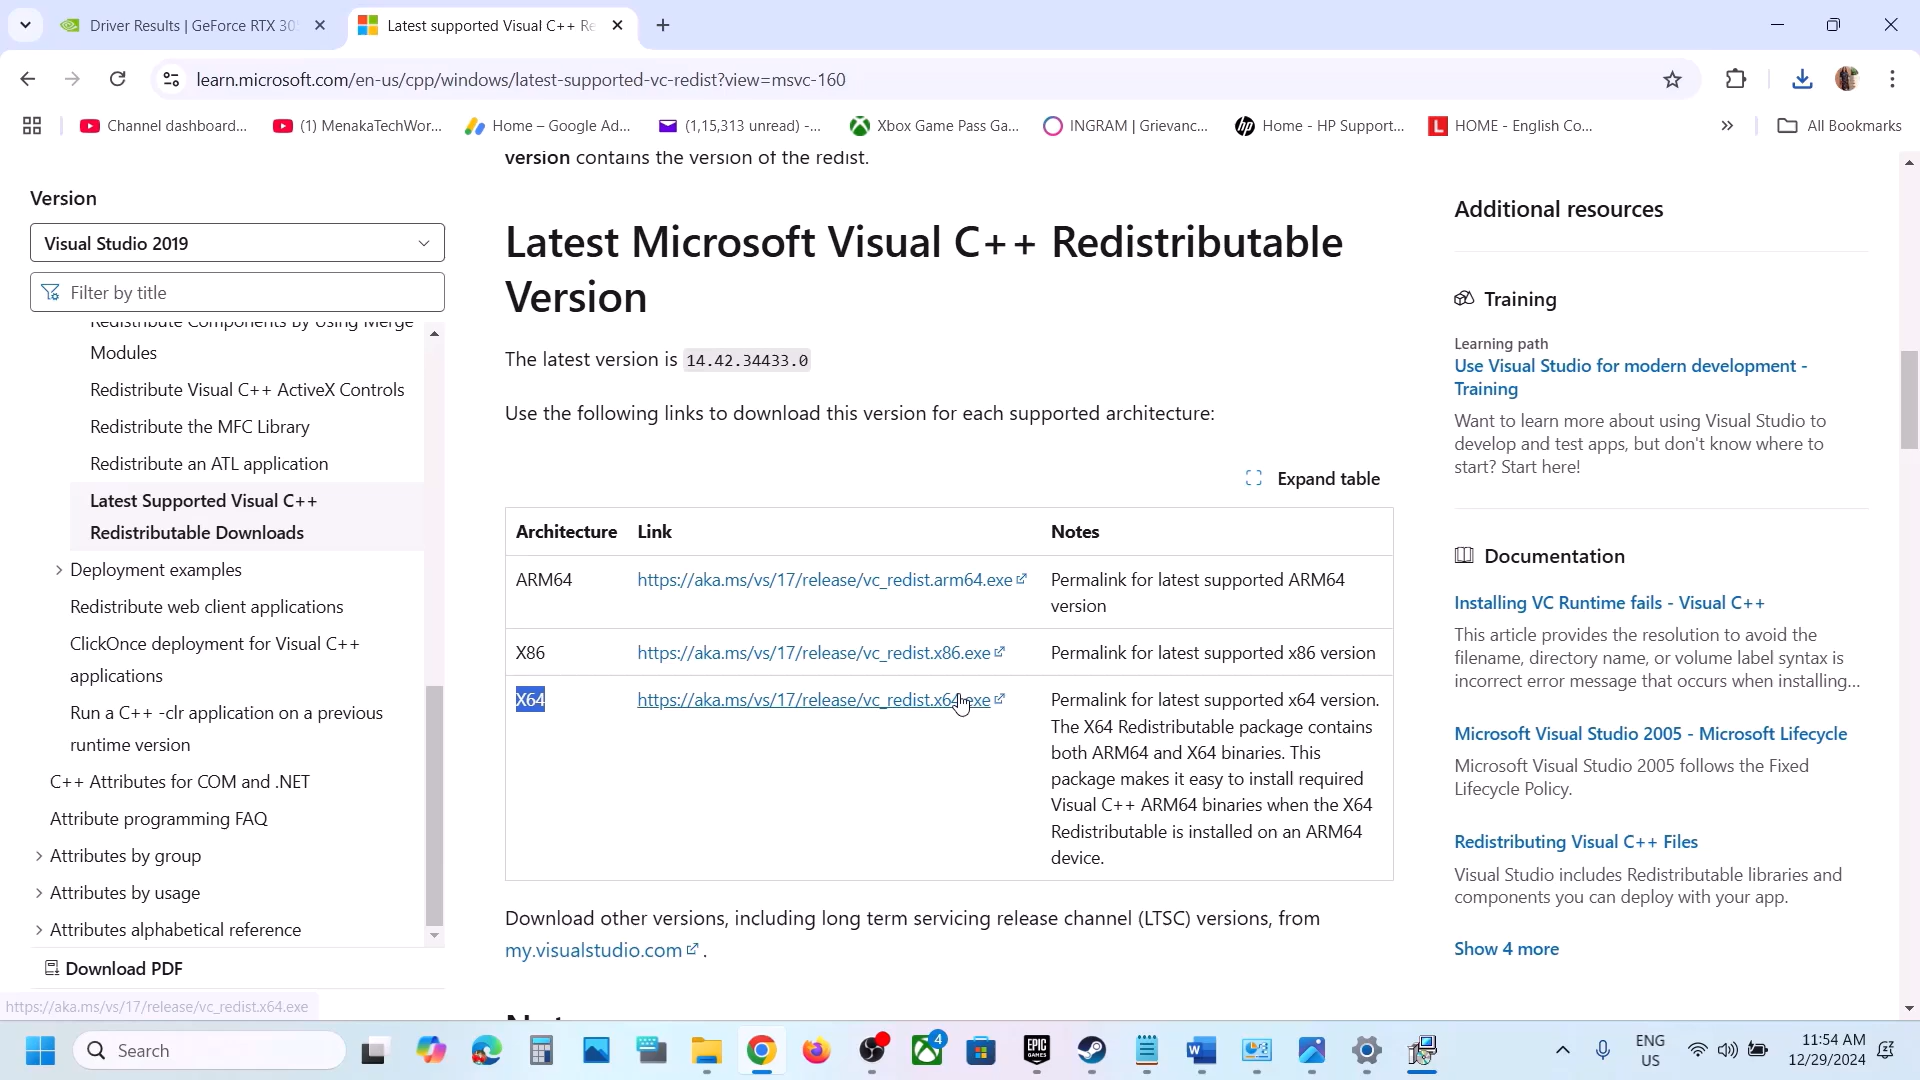 Driver Results | GeForce RTX 30
Latest supported Visual C++ Re
learn.microsoft.com/en-us/cpp/windows/latest-supported-vc-redist?view=msvc-160
Channel dashboard...
(1) MenakaTechWor...
Home – Google Ad...
(1,15,313 unread) -...
Xbox Game Pass Ga...
INGRAM | Grievanc...
Home - HP Support...
HOME - English Co...
All Bookmarks
Version
Visual Studio 2019
Filter by title
Redistribute Components By Using Merge
Modules
Redistribute Visual C++ ActiveX Controls
Redistribute the MFC Library
Redistribute an ATL application
Latest Supported Visual C++
Redistributable Downloads
Deployment examples
Redistribute web client applications
ClickOnce deployment for Visual C++
applications
Run a C++ -clr application on a previous
runtime version
C++ Attributes for COM and .NET
Attribute programming FAQ
Attributes by group
Attributes by usage
Attributes alphabetical reference
Download PDF
https://aka.ms/vs/17/release/vc_redist.x64.exe
version contains the version of the redist.
Latest Microsoft Visual C++ Redistributable
Version
The latest version is 14.42.34433.0
Use the following links to download this version for each supported architecture:
Expand table
Architecture Link Notes
ARM64 https://aka.ms/vs/17/release/vc_redist.arm64.exe Permalink for latest supported ARM64
version
X86 https://aka.ms/vs/17/release/vc_redist.x86.exe Permalink for latest supported x86 version
X64 https://aka.ms/vs/17/release/vc_redist.x64.exe Permalink for latest supported x64 version.
The X64 Redistributable package contains
both ARM64 and X64 binaries. This
package makes it easy to install required
Visual C++ ARM64 binaries when the X64
Redistributable is installed on an ARM64
device.
Download other versions, including long term servicing release channel (LTSC) versions, from
my.visualstudio.com .
Additional resources
Training
Learning path
Use Visual Studio for modern development -
Training
Want to learn more about using Visual Studio to
develop and test apps, but don't know where to
start? Start here!
Documentation
Installing VC Runtime fails - Visual C++
This article provides the resolution to avoid the
filename, directory name, or volume label syntax is
incorrect error message that occurs when installing...
Microsoft Visual Studio 2005 - Microsoft Lifecycle
Microsoft Visual Studio 2005 follows the Fixed
Lifecycle Policy.
Redistributing Visual C++ Files
Visual Studio includes Redistributable libraries and
components you can deploy with your app.
Show 4 more
Search
4
EPIC
GAMES
ENG
US
11:54 AM
12/29/2024